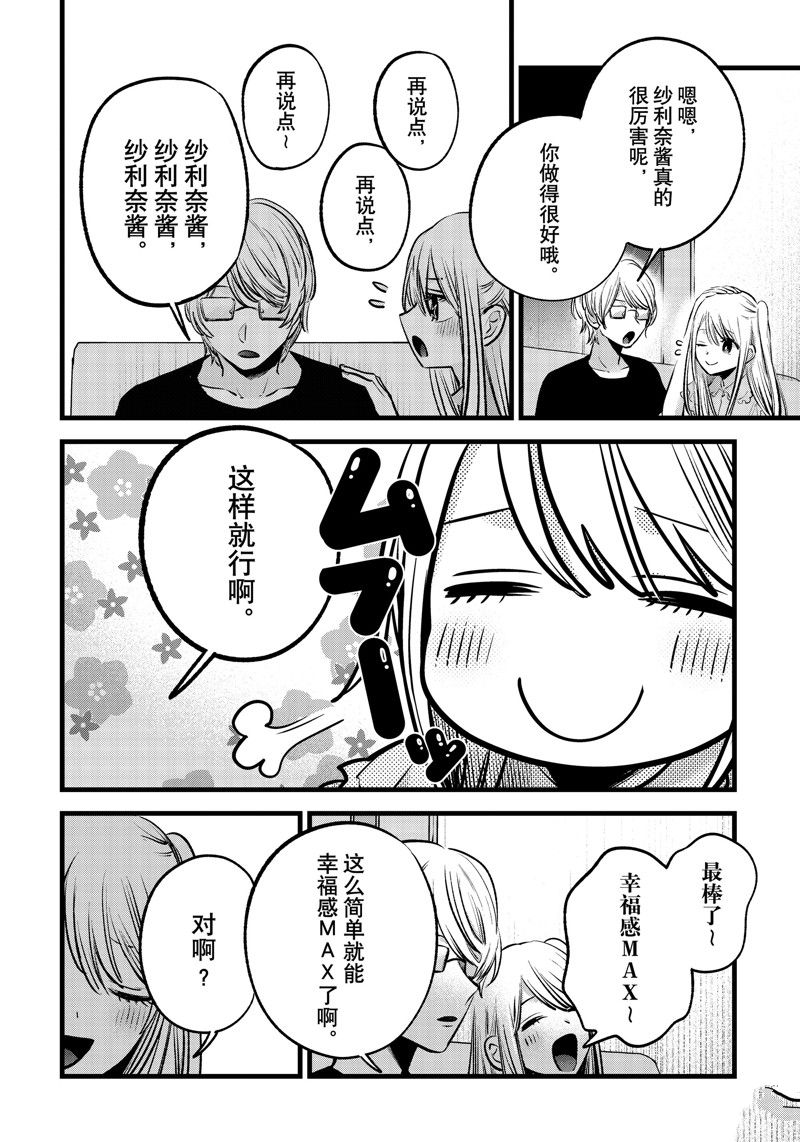 嗯嗯，
纱利奈酱真的
很厉害呢，
你做得很好哦。
再说点，
再说点，
再说点～
纱利奈酱，
纱利奈酱，
纱利奈酱。
ムフーッ
这样就行啊。
最棒了～
幸福感MAX～
这么简单就能
幸福感MAX了啊。
对啊？